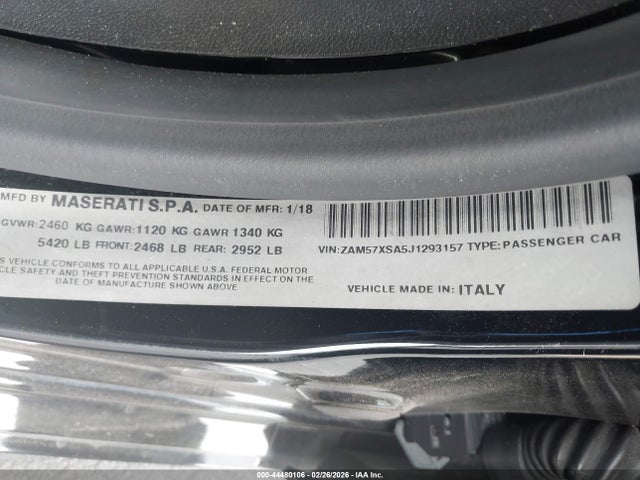 MFD BY MASERATI S.P.A. DATE OF MFR: 1/18
GVWR:2460 KG GAWR:1120 KG GAWR 1340 KG
5420 LB FRONT:2468 LB REAR: 2952 LB
VIN:ZAM57XSA5J1293157 TYPE:PASSENGER CAR
VEHICLE CONFORMS TO ALL APPLICABLE U.S.A. FEDERAL MOTOR
VEHICLE MADE IN: ITALY
SAFETY AND THEFT PREVENTION STANDARDS IN EFFECT ON THE
DATE OF MANUFACTURE SHOWN ABOVE
000-44480106 - 02/26/2026 - IAAI.COM